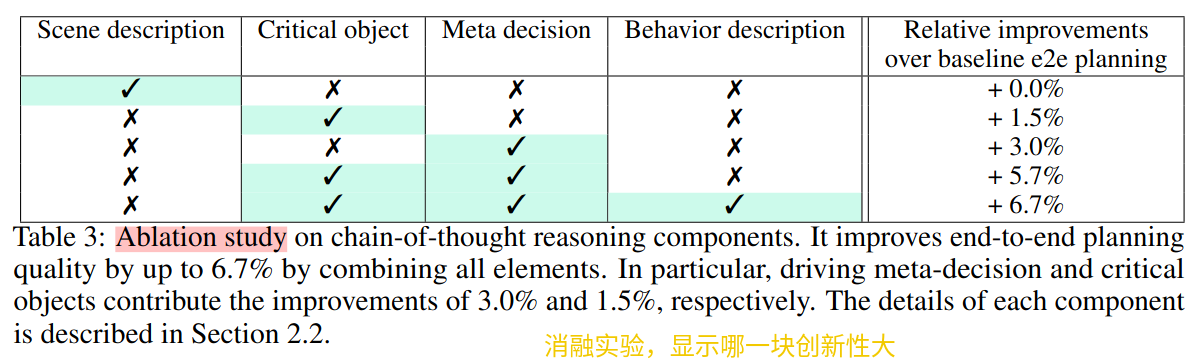 Scene description Critical object Meta decision Behavior description Relative improvements
over baseline e2e planning
✓ ✗ ✗ ✗ + 0.0%
✗ ✓ ✗ ✗ + 1.5%
✗ ✗ ✓ ✗ + 3.0%
✗ ✓ ✓ ✗ + 5.7%
✗ ✓ ✓ ✓ + 6.7%
Table 3: Ablation study on chain-of-thought reasoning components. It improves end-to-end planning
quality by up to 6.7% by combining all elements. In particular, driving meta-decision and critical
objects contribute the improvements of 3.0% and 1.5%, respectively. The details of each component
is described in Section 2.2.
消融实验，显示哪一块创新性大